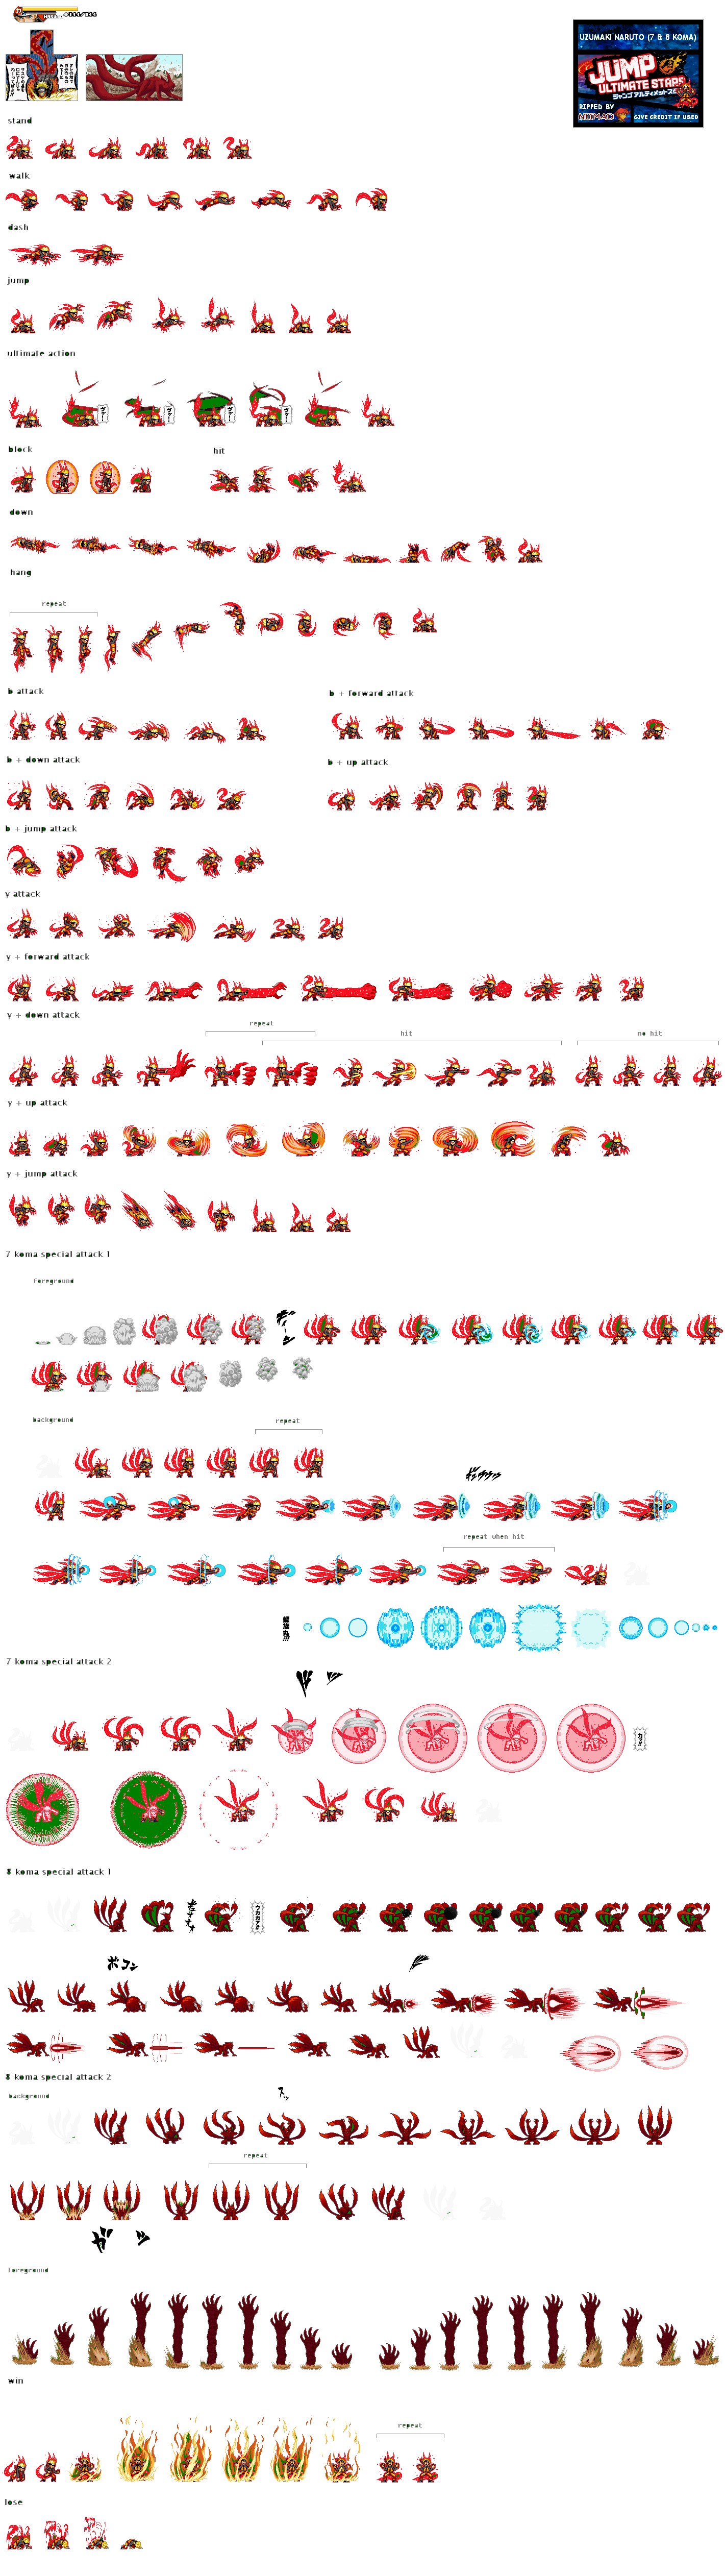 UZUMAKI NARUTO (7 & 8 KOMA)
JUMP
ULTIMATE STARS
ジャンプ アルティメットスターズ
RIPPED BY
NEIMAD
GIVE CREDIT IF USED
stand
walk
dash
jump
ultimate action
block
hit
down
hang
repeat
b attack
b + forward attack
b + down attack
b + up attack
b + jump attack
y attack
y + forward attack
y + down attack
repeat
hit
no hit
y + up attack
y + jump attack
7 koma special attack 1
foreground
background
repeat
repeat when hit
螺旋丸!!!
7 koma special attack 2
8 koma special attack 1
8 koma special attack 2
background
repeat
foreground
win
repeat
lose